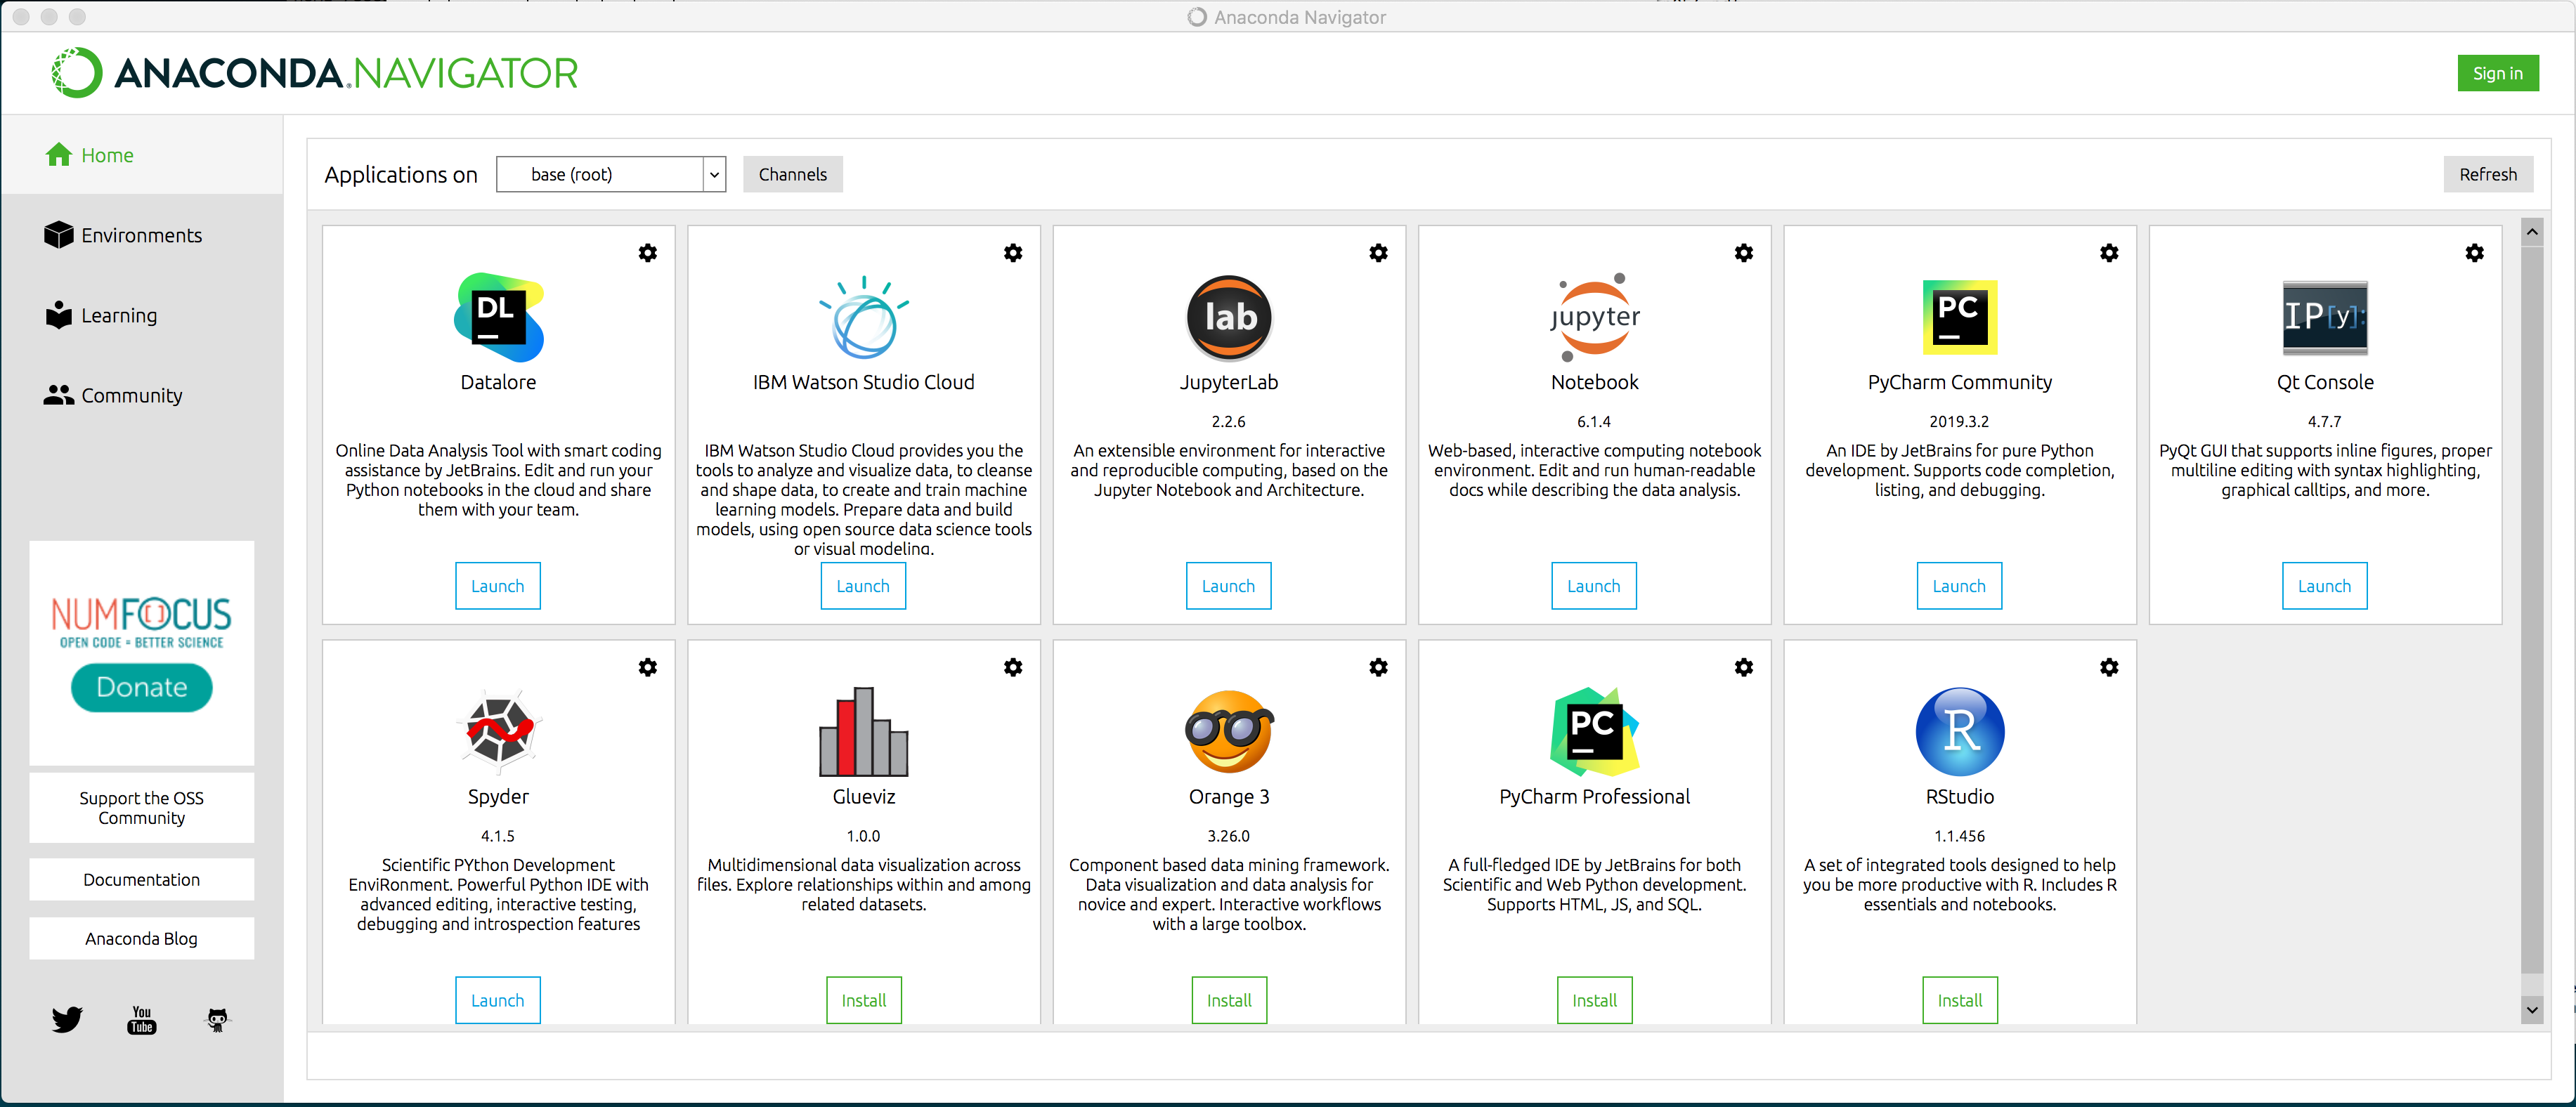 Anaconda Navigator
ANACONDA.NAVIGATOR
Sign in
Home
Environments
Learning
Community
NUMFOCUS
OPEN CODE = BETTER SCIENCE
Donate
Support the OSS
Community
Documentation
Anaconda Blog
You
Tube
Applications on
base (root)
Channels
Refresh
DL
Datalore
Online Data Analysis Tool with smart coding
assistance by JetBrains. Edit and run your
Python notebooks in the cloud and share
them with your team.
Launch
IBM Watson Studio Cloud
IBM Watson Studio Cloud provides you the
tools to analyze and visualize data, to cleanse
and shape data, to create and train machine
learning models. Prepare data and build
models, using open source data science tools
or visual modeling.
Launch
lab
JupyterLab
2.2.6
An extensible environment for interactive
and reproducible computing, based on the
Jupyter Notebook and Architecture.
Launch
jupyter
Notebook
6.1.4
Web-based, interactive computing notebook
environment. Edit and run human-readable
docs while describing the data analysis.
Launch
PC
PyCharm Community
2019.3.2
An IDE by JetBrains for pure Python
development. Supports code completion,
listing, and debugging.
Launch
IP[y]:
Qt Console
4.7.7
PyQt GUI that supports inline figures, proper
multiline editing with syntax highlighting,
graphical calltips, and more.
Launch
Spyder
4.1.5
Scientific PYthon Development
EnviRonment. Powerful Python IDE with
advanced editing, interactive testing,
debugging and introspection features
Launch
Glueviz
1.0.0
Multidimensional data visualization across
files. Explore relationships within and among
related datasets.
Install
Orange 3
3.26.0
Component based data mining framework.
Data visualization and data analysis for
novice and expert. Interactive workflows
with a large toolbox.
Install
PC
PyCharm Professional
A full-fledged IDE by JetBrains for both
Scientific and Web Python development.
Supports HTML, JS, and SQL.
Install
R
RStudio
1.1.456
A set of integrated tools designed to help
you be more productive with R. Includes R
essentials and notebooks.
Install